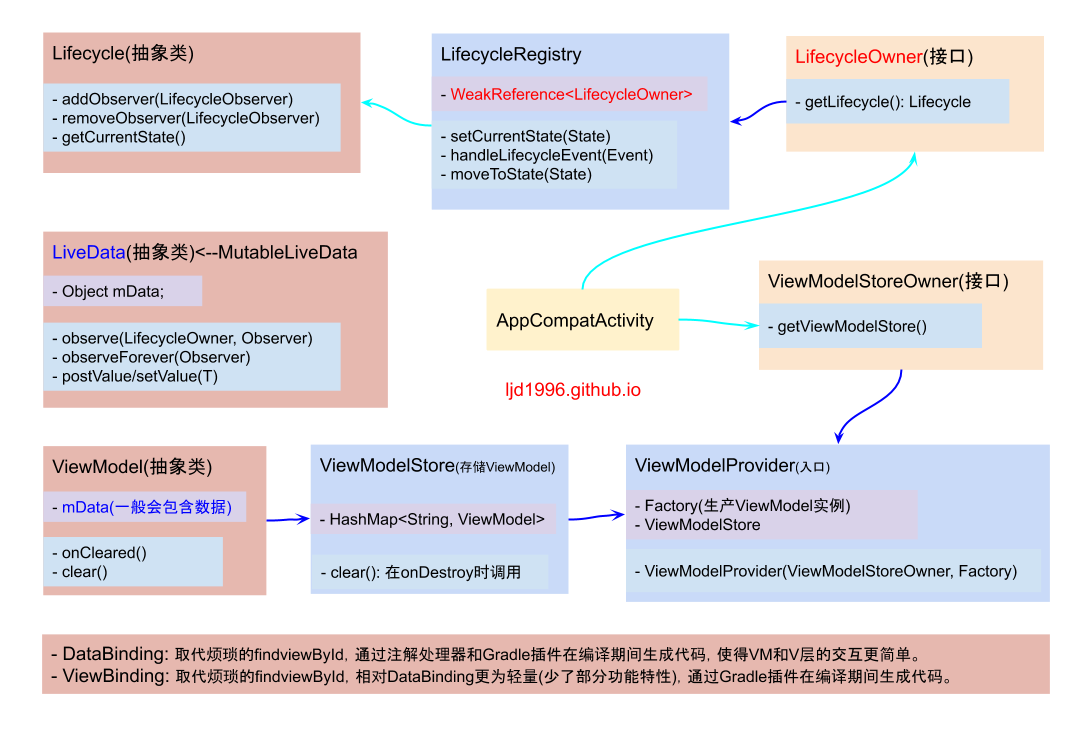 Lifecycle(抽象类)
- addObserver(LifecycleObserver)
- removeObserver(LifecycleObserver)
- getCurrentState()
LifecycleRegistry
- WeakReference<LifecycleOwner>
- setCurrentState(State)
- handleLifecycleEvent(Event)
- moveToState(State)
LifecycleOwner(接口)
- getLifecycle(): Lifecycle
LiveData(抽象类)<--MutableLiveData
- Object mData;
- observe(LifecycleOwner, Observer)
- observeForever(Observer)
- postValue/setValue(T)
AppCompatActivity
ViewModelStoreOwner(接口)
- getViewModelStore()
ljd1996.github.io
ViewModel(抽象类)
- mData(一般会包含数据)
- onCleared()
- clear()
ViewModelStore(存储ViewModel)
- HashMap<String, ViewModel>
- clear(): 在onDestroy时调用
ViewModelProvider(入口)
- Factory(生产ViewModel实例)
- ViewModelStore
- ViewModelProvider(ViewModelStoreOwner, Factory)
- DataBinding: 取代烦琐的findviewById, 通过注解处理器和Gradle插件在编译期间生成代码, 使得VM和V层的交互更简单。
- ViewBinding: 取代烦琐的findviewById, 相对DataBinding更为轻量(少了部分功能特性), 通过Gradle插件在编译期间生成代码。